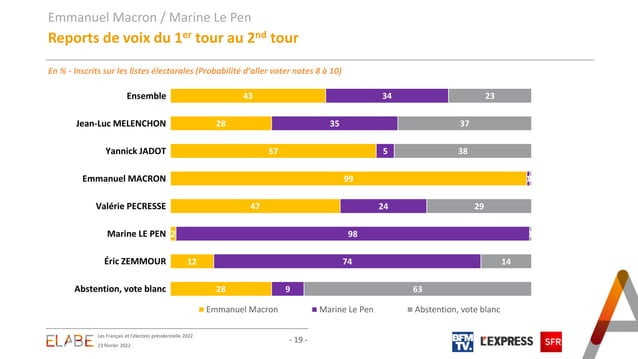 Emmanuel Macron / Marine Le Pen
Reports de voix du 1er tour au 2nd tour
En % - Inscrits sur les listes électorales (Probabilité d'aller voter notes 8 à 10)
Ensemble 43 34 23
Jean-Luc MELENCHON 28 35 37
Yannick JADOT 57 5 38
Emmanuel MACRON 99
Valérie PECRESSE 47 24 29
Marine LE PEN 2 98
Éric ZEMMOUR 12 74 14
Abstention, vote blanc 28 9 63
Emmanuel Macron Marine Le Pen Abstention, vote blanc
ELABE
Les Français et l'élection présidentielle 2022
23 février 2022
- 19 -
BFM TV.
L'EXPRESS
SFR